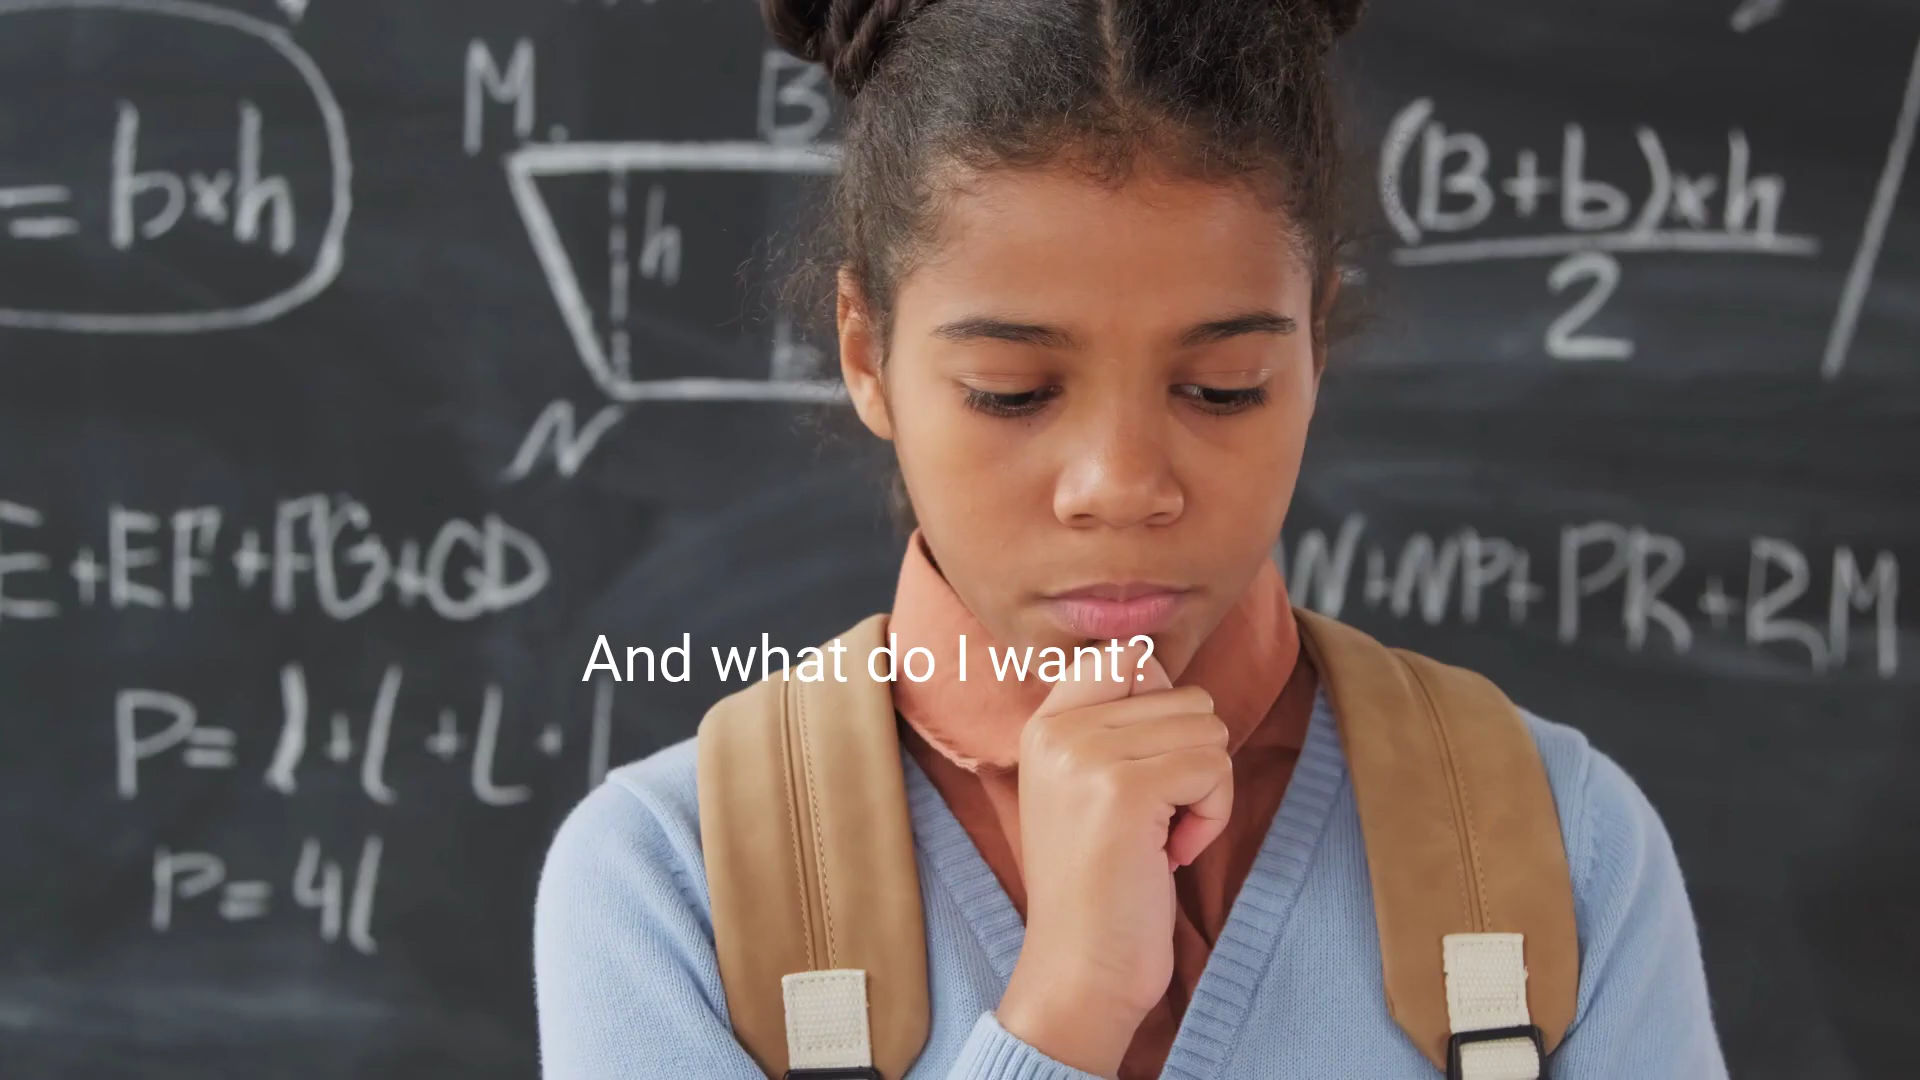 = b×h
M
B
h
(B+b)×h
2
N
E+EF+FG+GD
N+NP+PR+RM
And what do I want?
P= l+l+l+l
P= 4l